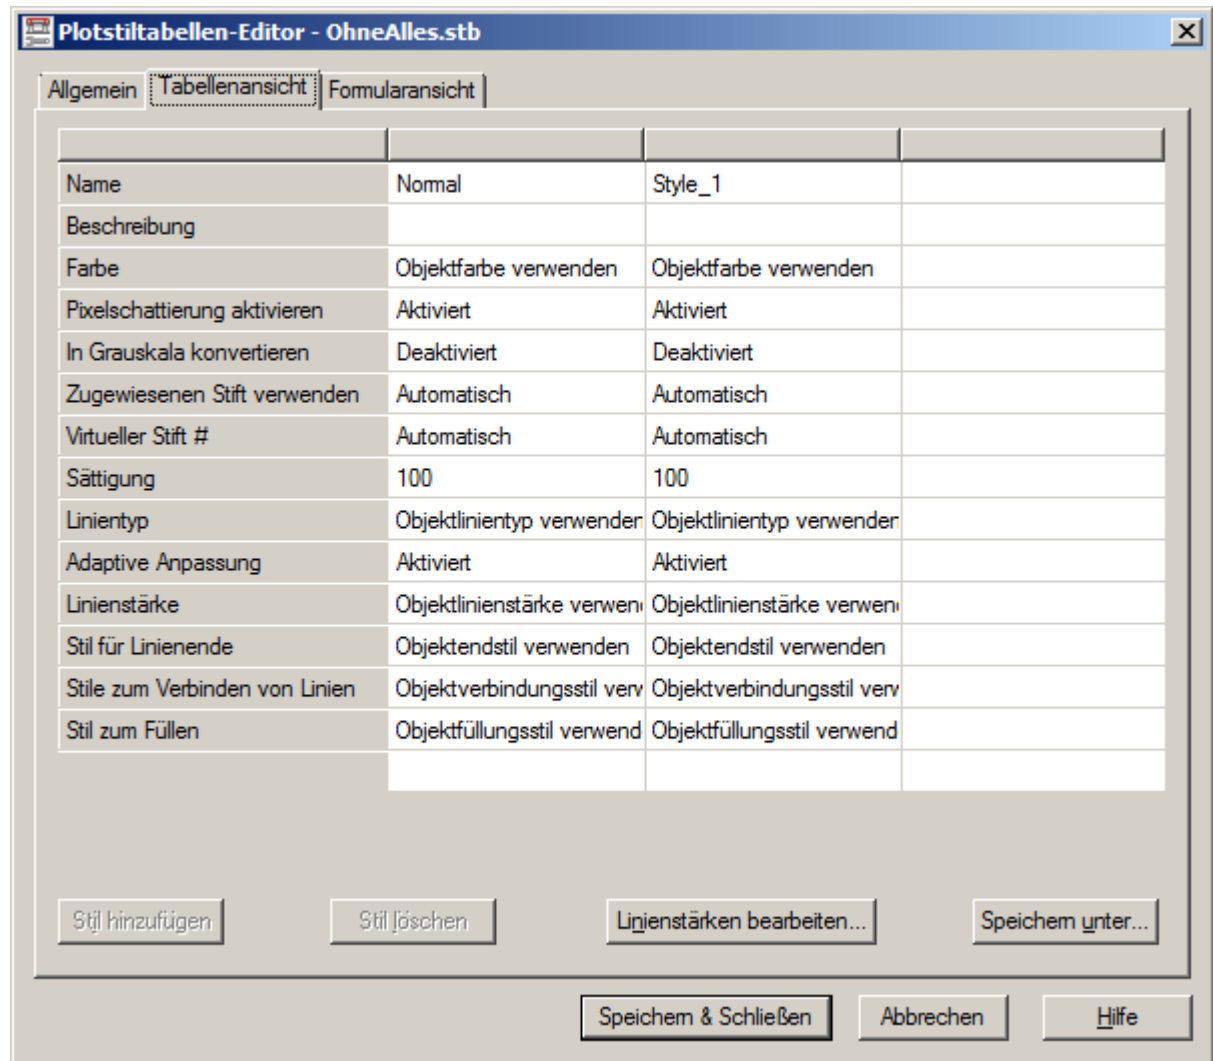 Plotstiltabellen-Editor - OhneAlles.stb
Allgemein Tabellenansicht Formularansicht
Name Normal Style_1
Beschreibung
Farbe Objektfarbe verwenden Objektfarbe verwenden
Pixelschattierung aktivieren Aktiviert Aktiviert
In Grauskala konvertieren Deaktiviert Deaktiviert
Zugewiesenen Stift verwenden Automatisch Automatisch
Virtueller Stift # Automatisch Automatisch
Sättigung 100 100
Linientyp Objektlinientyp verwenden Objektlinientyp verwenden
Adaptive Anpassung Aktiviert Aktiviert
Linienstärke Objektlinienstärke verwen Objektlinienstärke verwen
Stil für Linienende Objektendstil verwenden Objektendstil verwenden
Stile zum Verbinden von Linien Objektverbindungsstil verw Objektverbindungsstil verw
Stil zum Füllen Objektfüllungsstil verwend Objektfüllungsstil verwend
Stil hinzufügen Stil löschen Linienstärken bearbeiten... Speichern unter...
Speichern & Schließen Abbrechen Hilfe